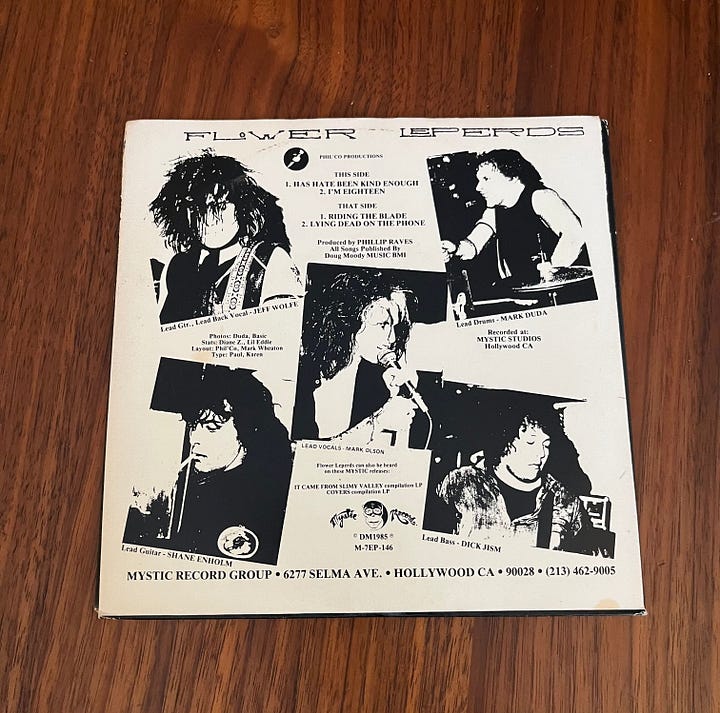 FLOWER LEPERDS
PHIL'CO PRODUCTIONS
THIS SIDE
1. HAS HATE BEEN KIND ENOUGH
2. I'M EIGHTEEN
THAT SIDE
1. RIDING THE BLADE
2. LYING DEAD ON THE PHONE
Produced by PHILLIP RAVES
All Songs Published By
Doug Moody MUSIC BMI
Lead Gtr., Lead Back Vocal - JEFF WOLFE
Lead Drums - MARK DUDA
Photos: Duda, Basic
Stats: Diane Z., Lil Eddie
Layout: Phil'Co, Mark Wheaton
Type: Paul, Karen
Recorded at:
MYSTIC STUDIOS
Hollywood CA
LEAD VOCALS - MARK OLSON
Flower Leperds can also be heard
on these MYSTIC releases:
IT CAME FROM SLIMY VALLEY compilation LP
COVERS compilation LP
Mystic Records
© DM1985 ℗
M-7EP-146
Lead Guitar - SHANE ENHOLM
Lead Bass - DICK JISM
MYSTIC RECORD GROUP • 6277 SELMA AVE. • HOLLYWOOD CA • 90028 • (213) 462-9005